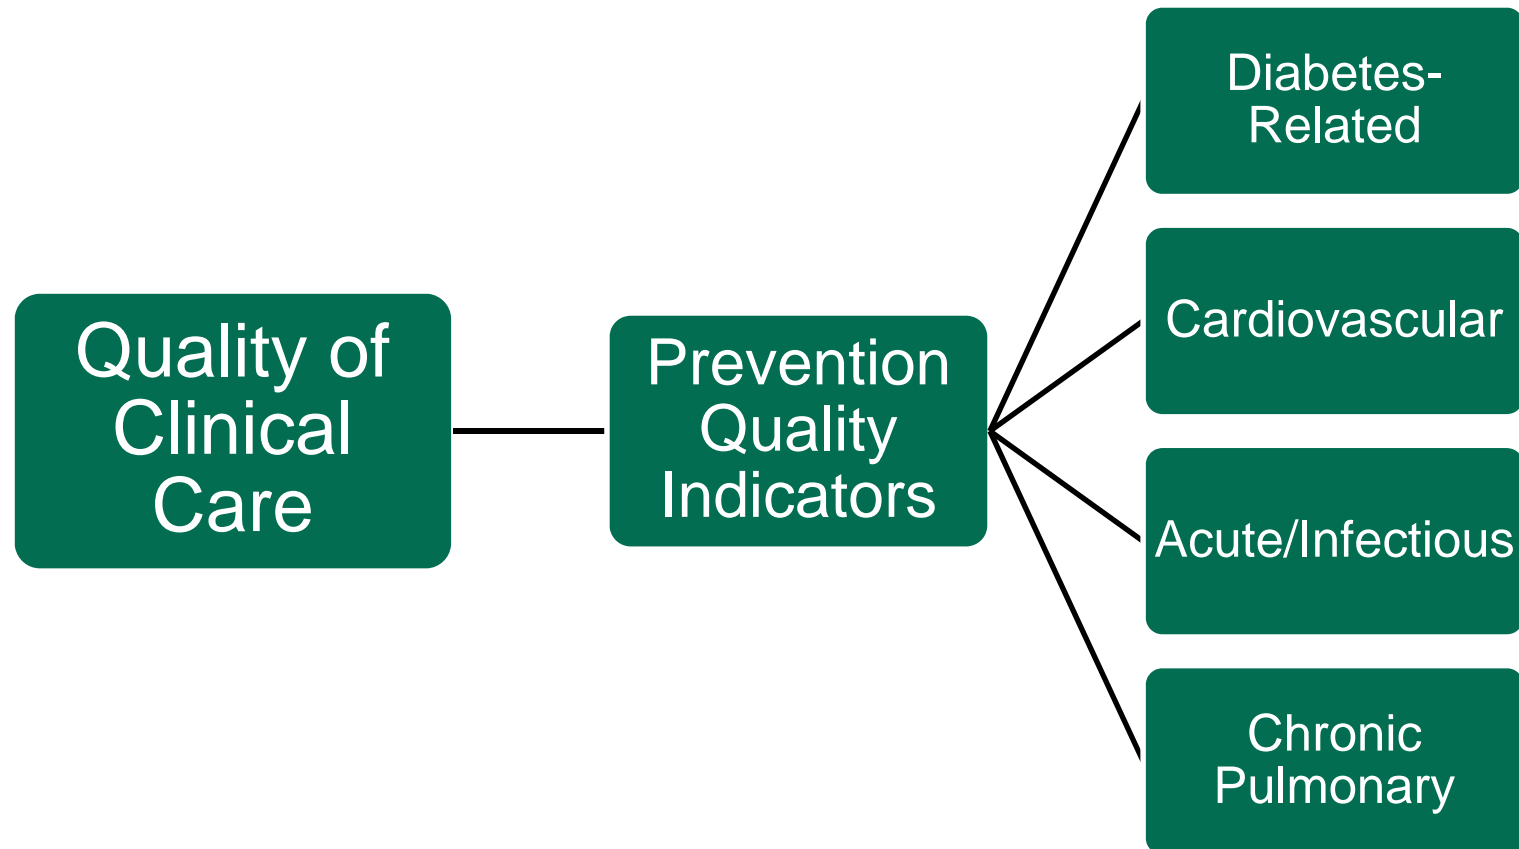 Quality of
Clinical
Care
Prevention
Quality
Indicators
Diabetes-
Related
Cardiovascular
Acute/Infectious
Chronic
Pulmonary